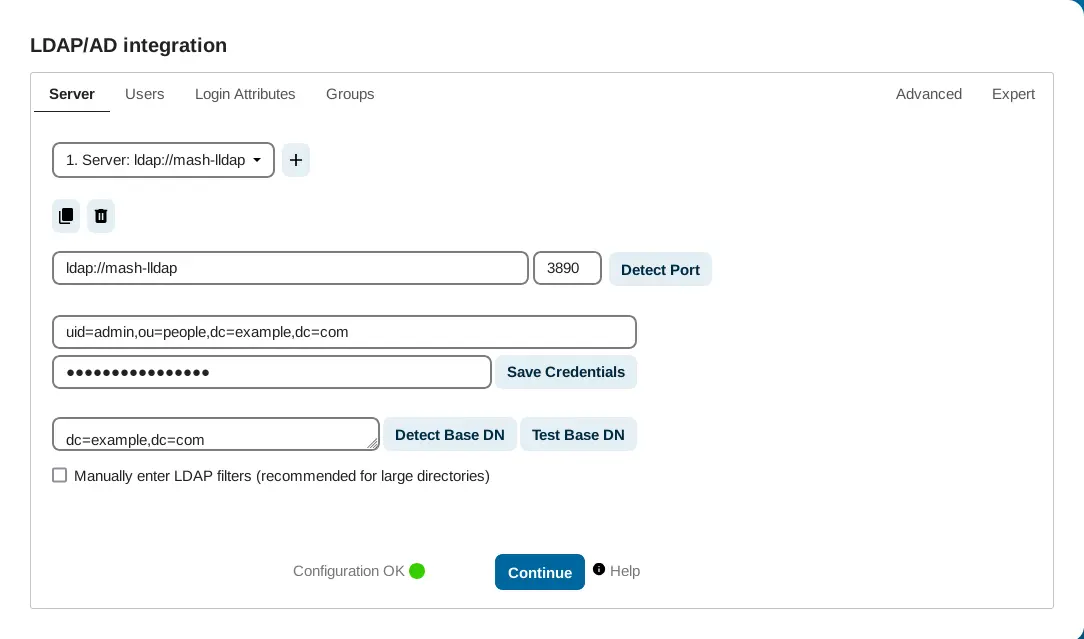 LDAP/AD integration
Server Users Login Attributes Groups Advanced Expert
1. Server: ldap://mash-lldap +
ldap://mash-lldap 3890 Detect Port
uid=admin,ou=people,dc=example,dc=com
●●●●●●●●●●●●●●●● Save Credentials
dc=example,dc=com Detect Base DN Test Base DN
Manually enter LDAP filters (recommended for large directories)
Configuration OK Continue Help